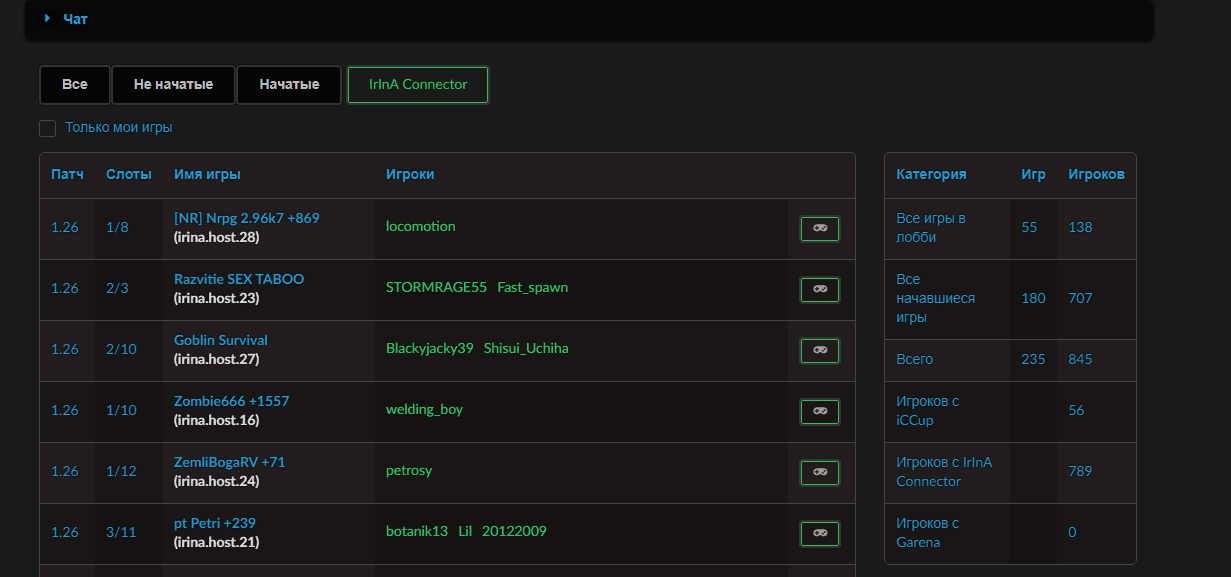 Чат
Все Не начатые Начатые IrInA Connector
Только мои игры
Патч Слоты Имя игры Игроки
1.26 1/8 [NR] Nrpg 2.96k7 +869 locomotion
(irina.host.28)
1.26 2/3 Razvitie SEX TABOO STORMRAGE55 Fast_spawn
(irina.host.23)
1.26 2/10 Goblin Survival Blackyjacky39 Shisui_Uchiha
(irina.host.27)
1.26 1/10 Zombie666 +1557 welding_boy
(irina.host.16)
1.26 1/12 ZemliBogaRV +71 petrosy
(irina.host.24)
1.26 3/11 pt Petri +239 botanik13 Lil 20122009
(irina.host.21)
Категория Игр Игроков
Все игры в 55 138
лобби
Все
начавшиеся 180 707
игры
Всего 235 845
Игроков с 56
iCCup
Игроков с IrInA 789
Connector
Игроков с 0
Garena